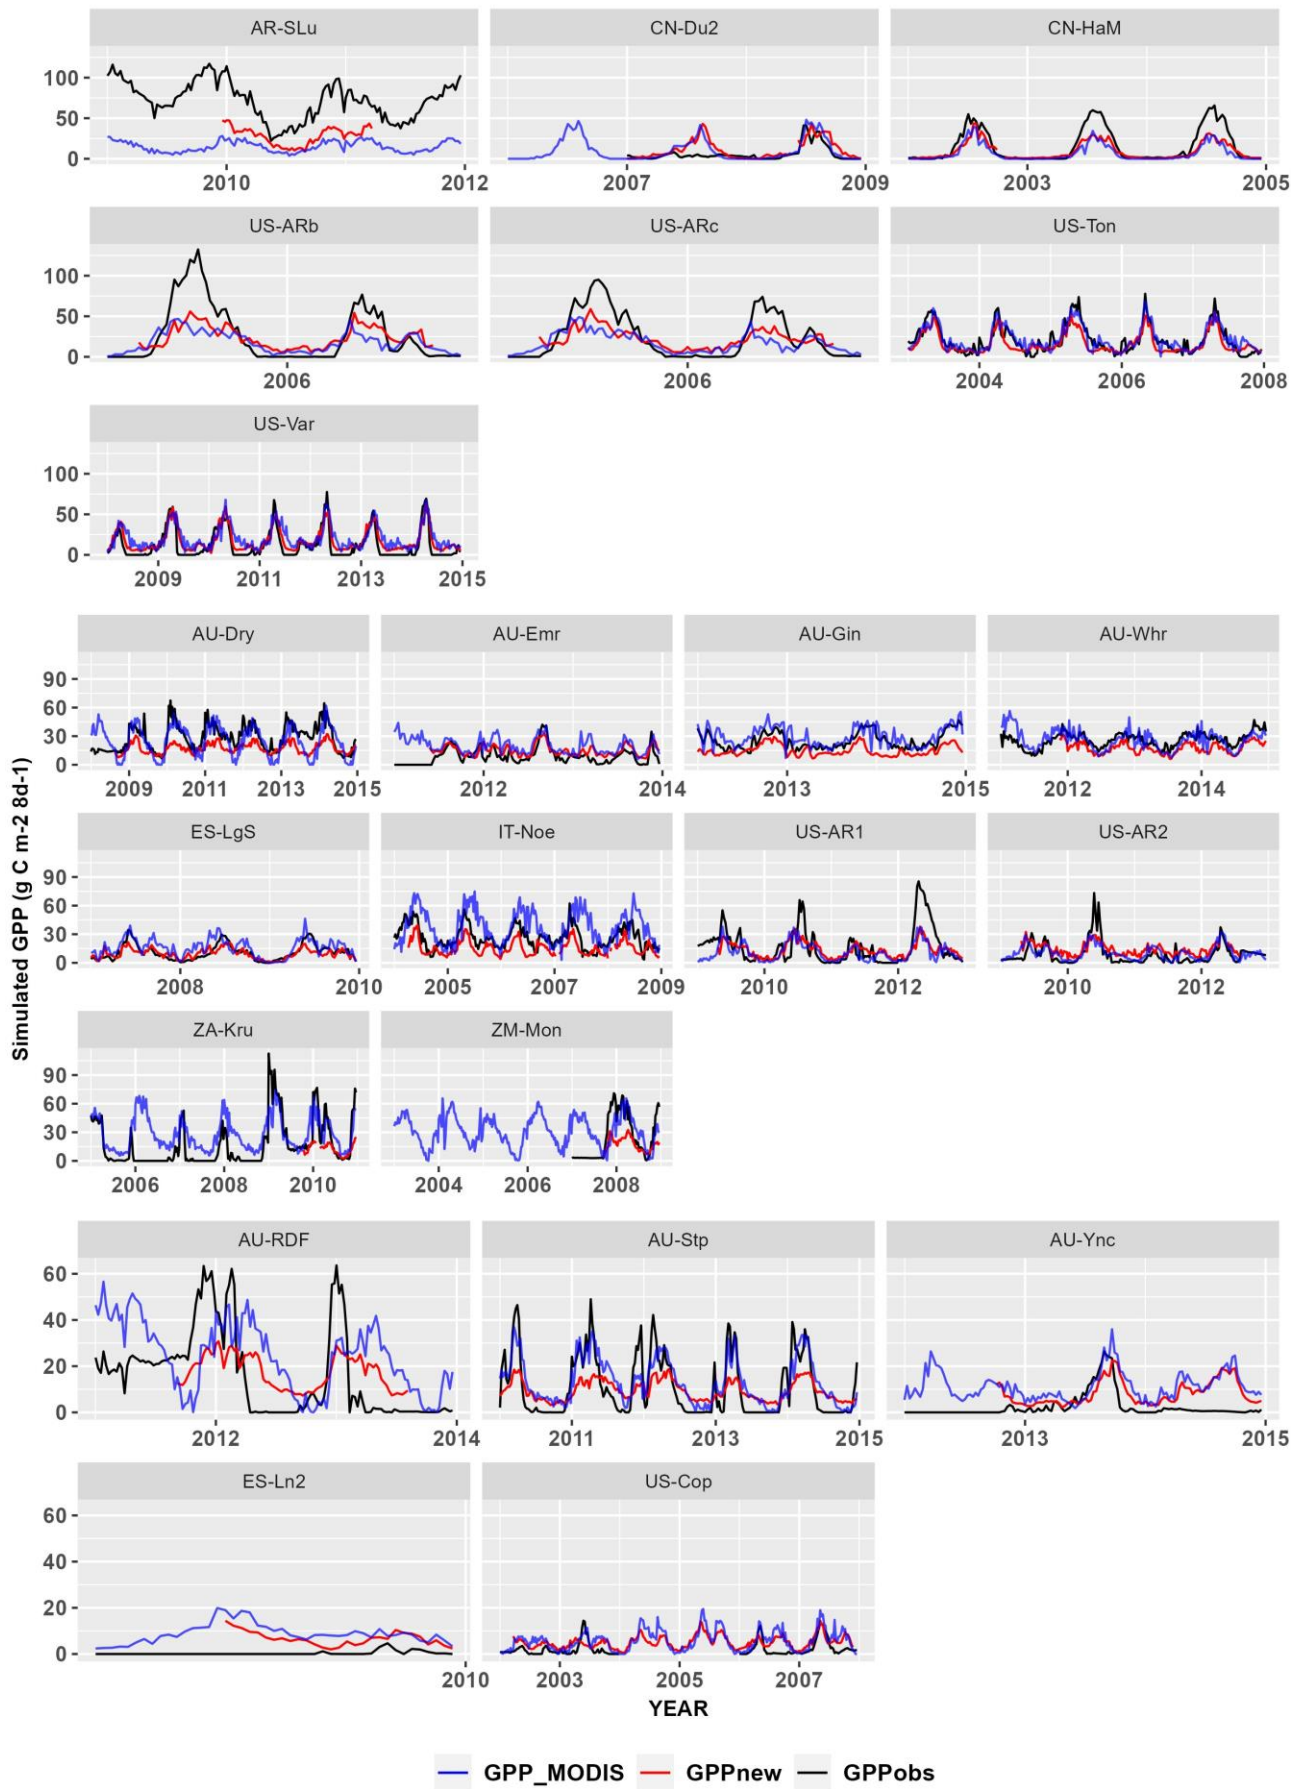 AR-SLu CN-Du2 CN-HaM
100
50
0
2010 2012 2007 2009 2003 2005
US-ARb US-ARc US-Ton
100
50
0
2006 2006 2004 2006 2008
US-Var
100
50
0
2009 2011 2013 2015
AU-Dry AU-Emr AU-Gin AU-Whr
90
60
30
0
2009 2011 2013 2015 2012 2014 2013 2015 2012 2014
Simulated GPP (g C m-2 8d-1)
ES-LgS IT-Noe US-AR1 US-AR2
90
60
30
0
2008 2010 2005 2007 2009 2010 2012 2010 2012
ZA-Kru ZM-Mon
90
60
30
0
2006 2008 2010 2004 2006 2008
AU-RDF AU-Stp AU-Ync
60
40
20
0
2012 2014 2011 2013 2015 2013 2015
ES-Ln2 US-Cop
60
40
20
0
2010 2003 2005 2007
YEAR
GPP_MODIS GPPnew GPPobs